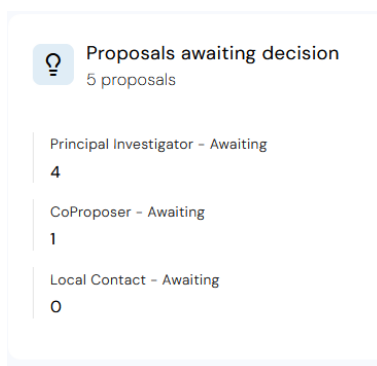 Proposals awaiting decision
5 proposals
Principal Investigator - Awaiting
4
CoProposer - Awaiting
1
Local Contact - Awaiting
0